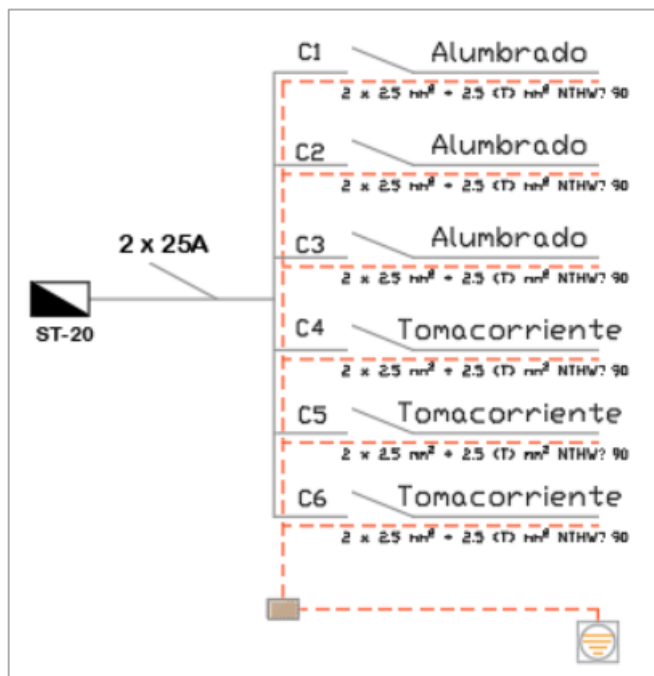 C1 Alumbrado
2 x 2.5 mm² + 2.5 (T) mm² NTHW? 90
C2 Alumbrado
2 x 2.5 mm² + 2.5 (T) mm² NTHW? 90
2 x 25A
C3 Alumbrado
2 x 2.5 mm² + 2.5 (T) mm² NTHW? 90
ST-20
C4 Tomacorriente
2 x 2.5 mm² + 2.5 (T) mm² NTHW? 90
C5 Tomacorriente
2 x 2.5 mm² + 2.5 (T) mm² NTHW? 90
C6 Tomacorriente
2 x 2.5 mm² + 2.5 (T) mm² NTHW? 90